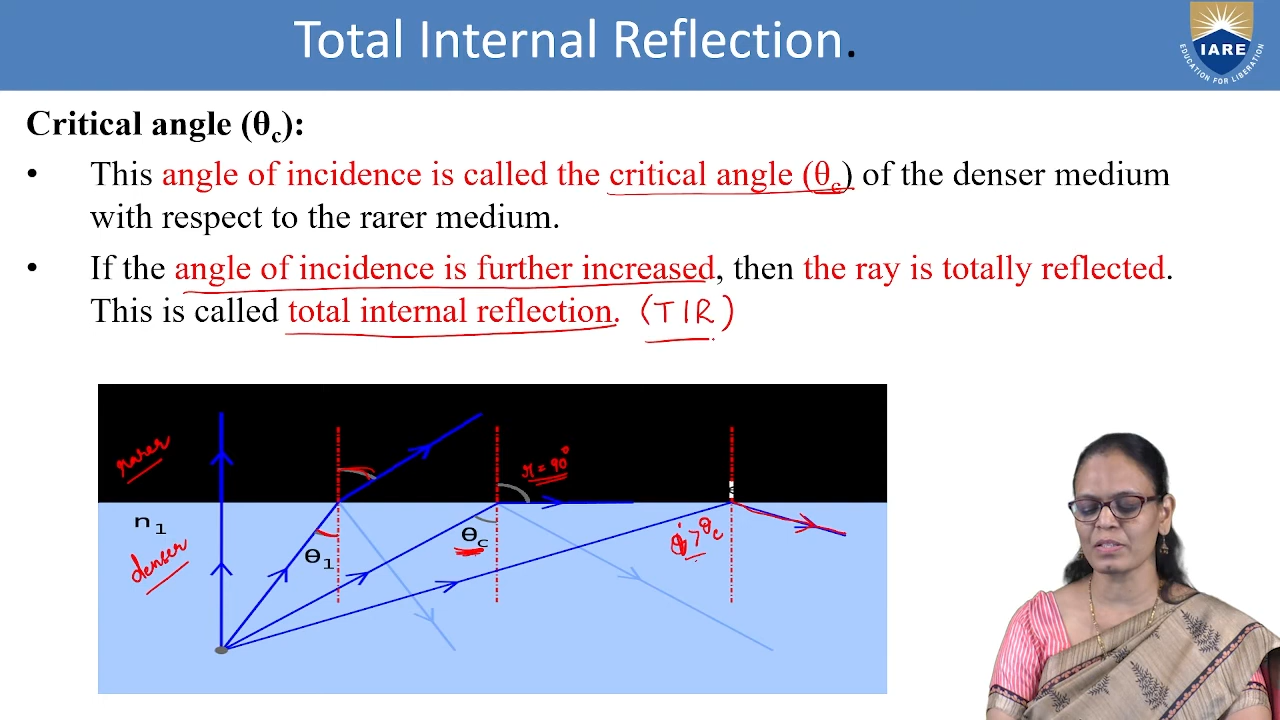 Total Internal Reflection.
IARE
EDUCATION FOR LIBERATION
Critical angle (θc):
• This angle of incidence is called the critical angle (θc) of the denser medium
with respect to the rarer medium.
• If the angle of incidence is further increased, then the ray is totally reflected.
This is called total internal reflection. (TIR)
rarer
r = 90°
n1
denser
θ1
θc
i > θc